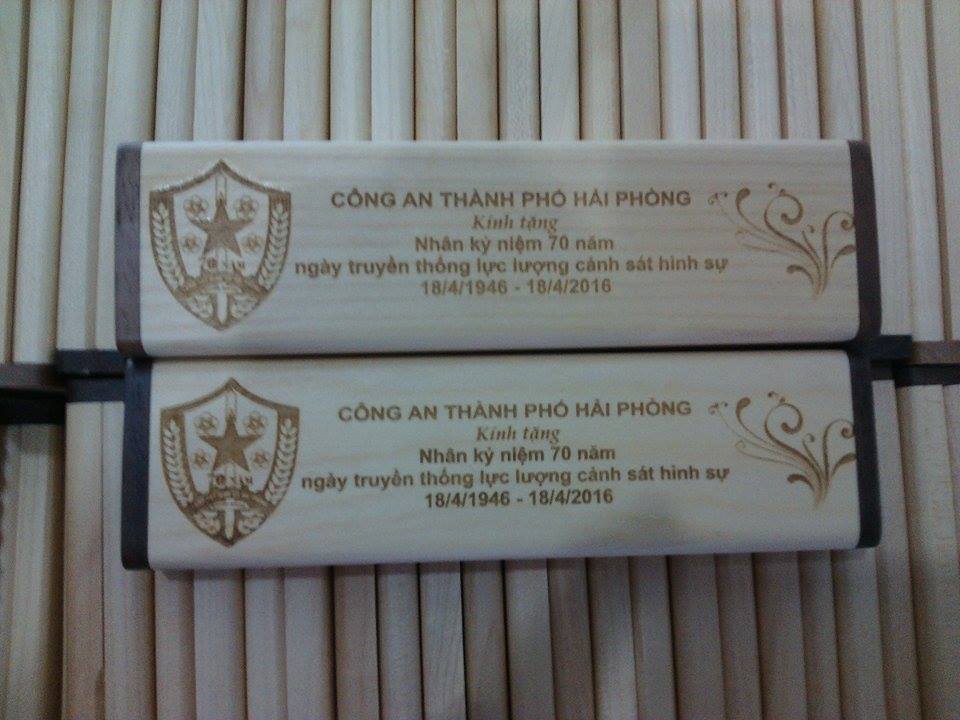 CÔNG AN THÀNH PHỐ HẢI PHÒNG
Kính tặng
Nhân kỷ niệm 70 năm
ngày truyền thống lực lượng cảnh sát hình sự
18/4/1946 - 18/4/2016
CÔNG AN THÀNH PHỐ HẢI PHÒNG
Kính tặng
Nhân kỷ niệm 70 năm
ngày truyền thống lực lượng cảnh sát hình sự
18/4/1946 - 18/4/2016